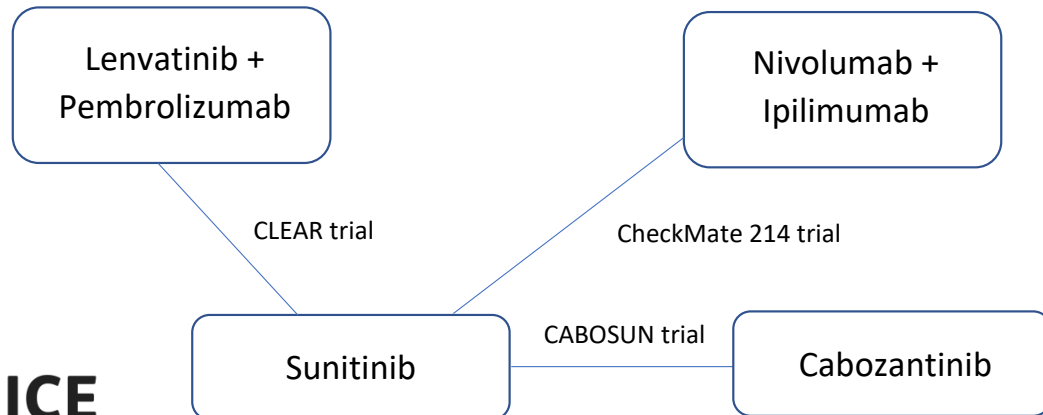 Lenvatinib +
Pembrolizumab
Nivolumab +
Ipilimumab
CLEAR trial
CheckMate 214 trial
CABOSUN trial
Sunitinib
Cabozantinib
ICE